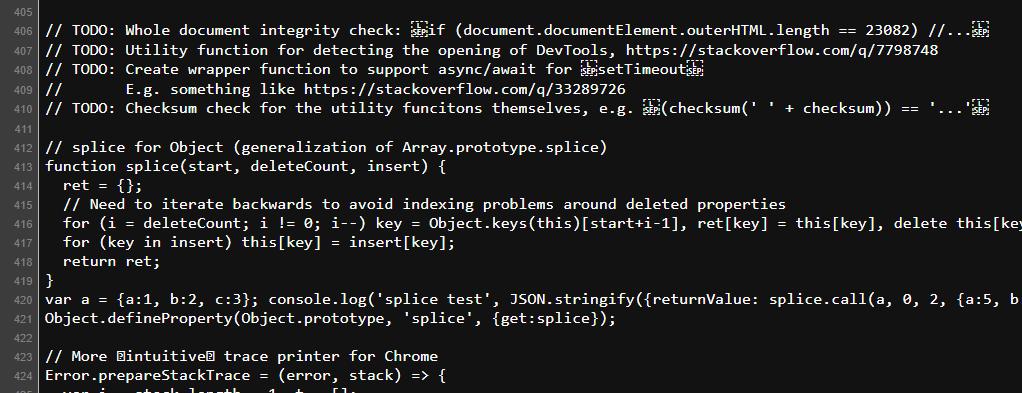 405
406 // TODO: Whole document integrity check: LSEPif (document.documentElement.outerHTML.length == 23082) //...LSEP
407 // TODO: Utility function for detecting the opening of DevTools, https://stackoverflow.com/q/7798748
408 // TODO: Create wrapper function to support async/await for LSEPsetTimeoutLSEP
409 //       E.g. something like https://stackoverflow.com/q/33289726
410 // TODO: Checksum check for the utility funcitons themselves, e.g. LSEP(checksum(' ' + checksum)) == '...'LSEP
411
412 // splice for Object (generalization of Array.prototype.splice)
413 function splice(start, deleteCount, insert) {
414   ret = {};
415   // Need to iterate backwards to avoid indexing problems around deleted properties
416   for (i = deleteCount; i != 0; i--) key = Object.keys(this)[start+i-1], ret[key] = this[key], delete this[key
417   for (key in insert) this[key] = insert[key];
418   return ret;
419 }
420 var a = {a:1, b:2, c:3}; console.log('splice test', JSON.stringify({returnValue: splice.call(a, 0, 2, {a:5, b
421 Object.defineProperty(Object.prototype, 'splice', {get:splice});
422
423 // More intuitive trace printer for Chrome
424 Error.prepareStackTrace = (error, stack) => {